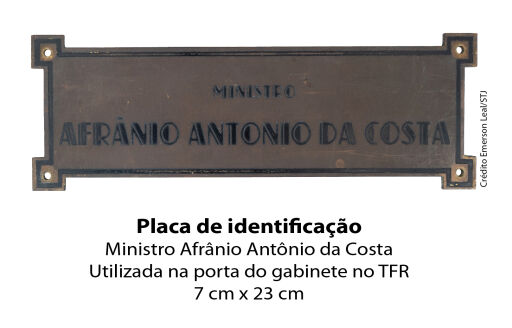 MINISTRO
AFRÂNIO ANTONIO DA COSTA
Crédito Emerson Leal/STJ
Placa de identificação
Ministro Afrânio Antônio da Costa
Utilizada na porta do gabinete no TFR
7 cm x 23 cm